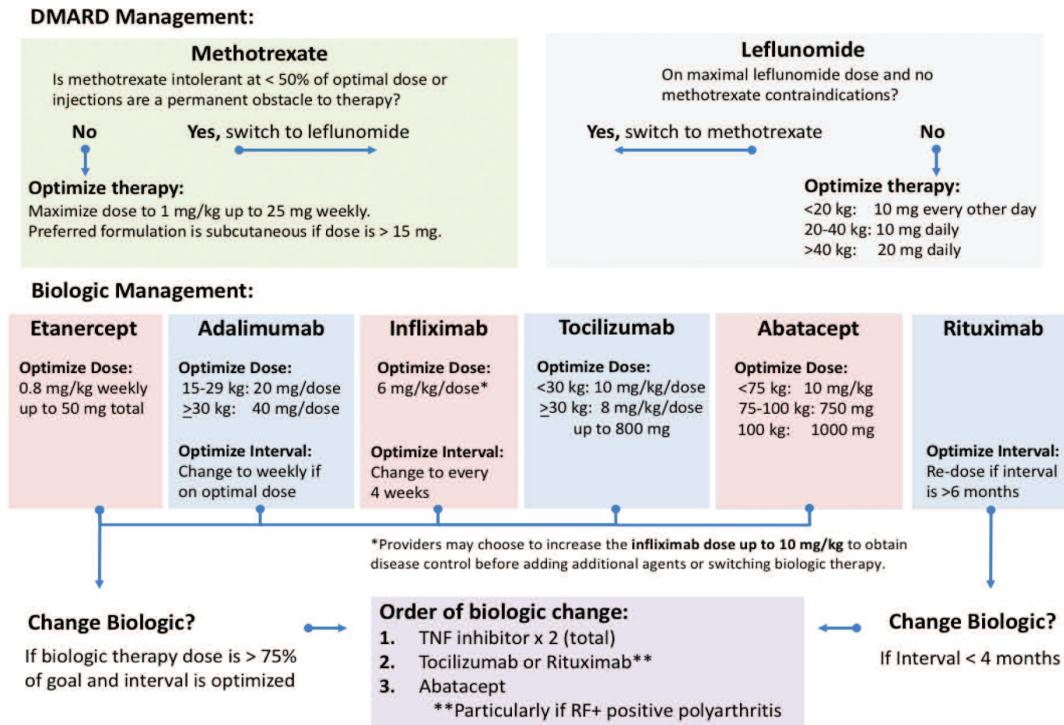 DMARD Management:
Methotrexate
Is methotrexate intolerant at < 50% of optimal dose or
injections are a permanent obstacle to therapy?
No
Yes, switch to leflunomide
Optimize therapy:
Maximize dose to 1 mg/kg up to 25 mg weekly.
Preferred formulation is subcutaneous if dose is > 15 mg.
Leflunomide
On maximal leflunomide dose and no
methotrexate contraindications?
Yes, switch to methotrexate
No
Optimize therapy:
<20 kg: 10 mg every other day
20-40 kg: 10 mg daily
>40 kg: 20 mg daily
Biologic Management:
Etanercept
Optimize Dose:
0.8 mg/kg weekly
up to 50 mg total
Adalimumab
Optimize Dose:
15-29 kg: 20 mg/dose
≥30 kg: 40 mg/dose
Optimize Interval:
Change to weekly if
on optimal dose
Infliximab
Optimize Dose:
6 mg/kg/dose*
Optimize Interval:
Change to every
4 weeks
Tocilizumab
Optimize Dose:
<30 kg: 10 mg/kg/dose
≥30 kg: 8 mg/kg/dose
up to 800 mg
Abatacept
Optimize Dose:
<75 kg: 10 mg/kg
75-100 kg: 750 mg
100 kg: 1000 mg
Rituximab
Optimize Interval:
Re-dose if interval
is >6 months
*Providers may choose to increase the infliximab dose up to 10 mg/kg to obtain
disease control before adding additional agents or switching biologic therapy.
Change Biologic?
If biologic therapy dose is > 75%
of goal and interval is optimized
Order of biologic change:
1. TNF inhibitor x 2 (total)
2. Tocilizumab or Rituximab**
3. Abatacept
**Particularly if RF+ positive polyarthritis
Change Biologic?
If Interval < 4 months